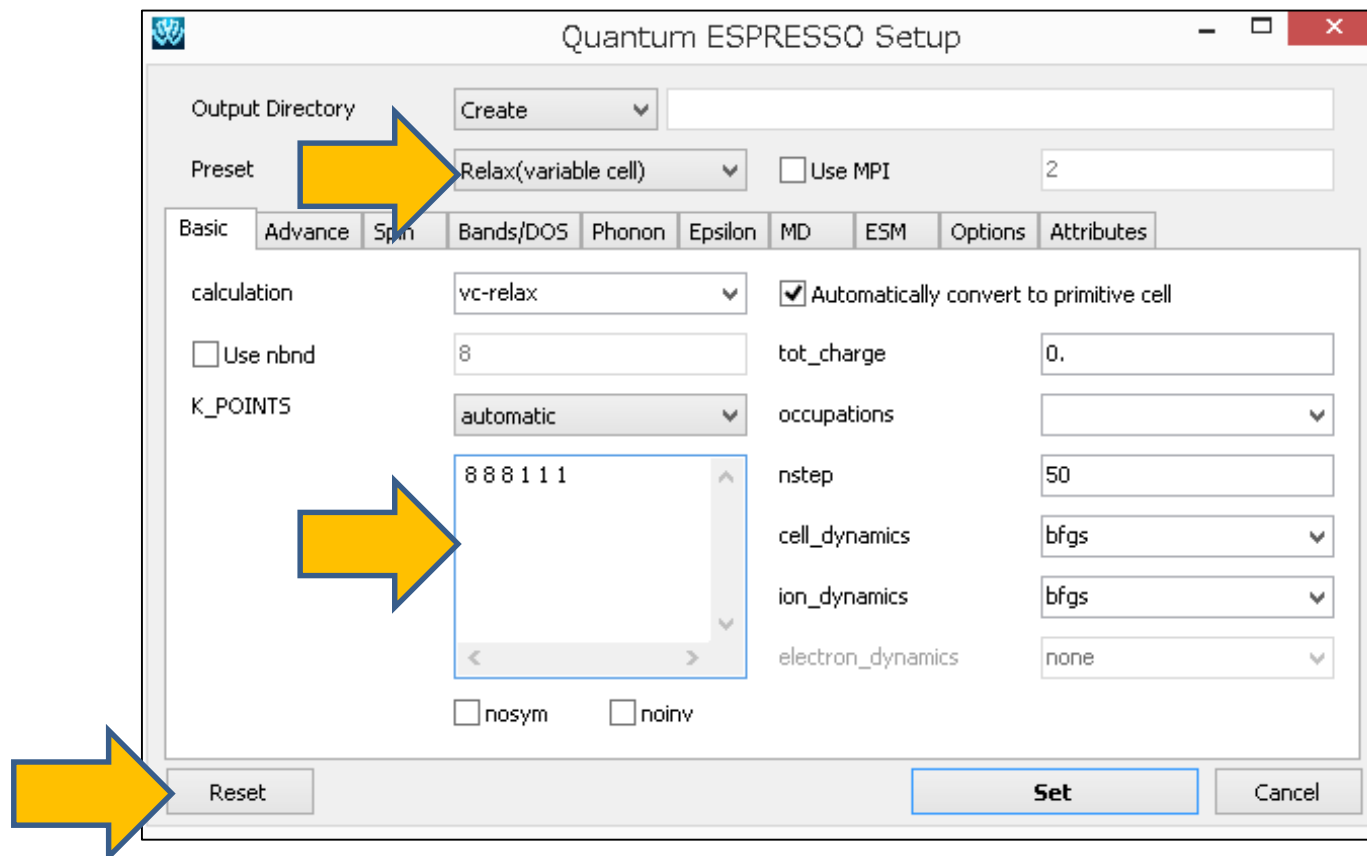 Quantum ESPRESSO Setup
Output Directory Create
Preset Relax(variable cell) Use MPI 2
Basic Advance Spin Bands/DOS Phonon Epsilon MD ESM Options Attributes
calculation vc-relax Automatically convert to primitive cell
Use nbnd 8 tot_charge 0.
K_POINTS automatic occupations
8 8 8 1 1 1 nstep 50
cell_dynamics bfgs
ion_dynamics bfgs
electron_dynamics none
nosym noinv
Reset Set Cancel